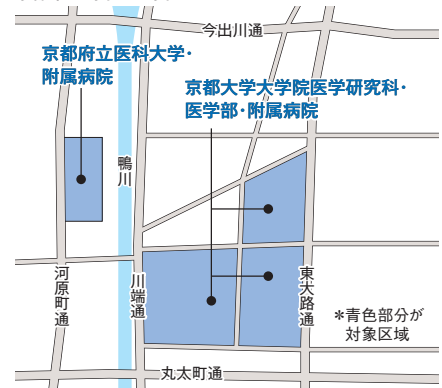 今出川通
京都府立医科大学・
附属病院
京都大学大学院医学研究科・
医学部・附属病院
鴨川
河原町通
川端通
東大路通
＊青色部分が
対象区域
丸太町通